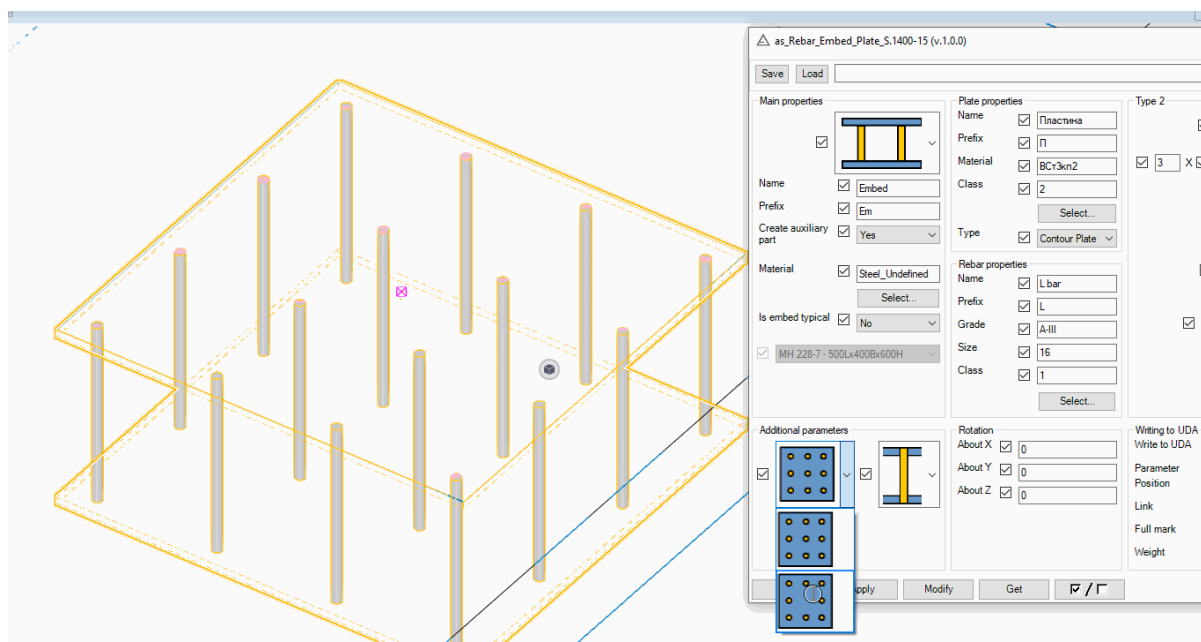 as_Rebar_Embed_Plate_S.1400-15 (v.1.0.0)
Save Load
Main properties
Name Embed
Prefix Em
Create auxiliary part Yes
Material Steel_Undefined
Select...
Is embed typical No
MH 228-7 - 500Lx400Bx600H
Plate properties
Name Пластина
Prefix П
Material ВСт3кп2
Class 2
Select...
Type Contour Plate
Rebar properties
Name L bar
Prefix L
Grade A-III
Size 16
Class 1
Select...
Type 2
3 X
Additional parameters
Rotation
About X 0
About Y 0
About Z 0
Writing to UDA
Write to UDA
Parameter
Position
Link
Full mark
Weight
Modify Get /